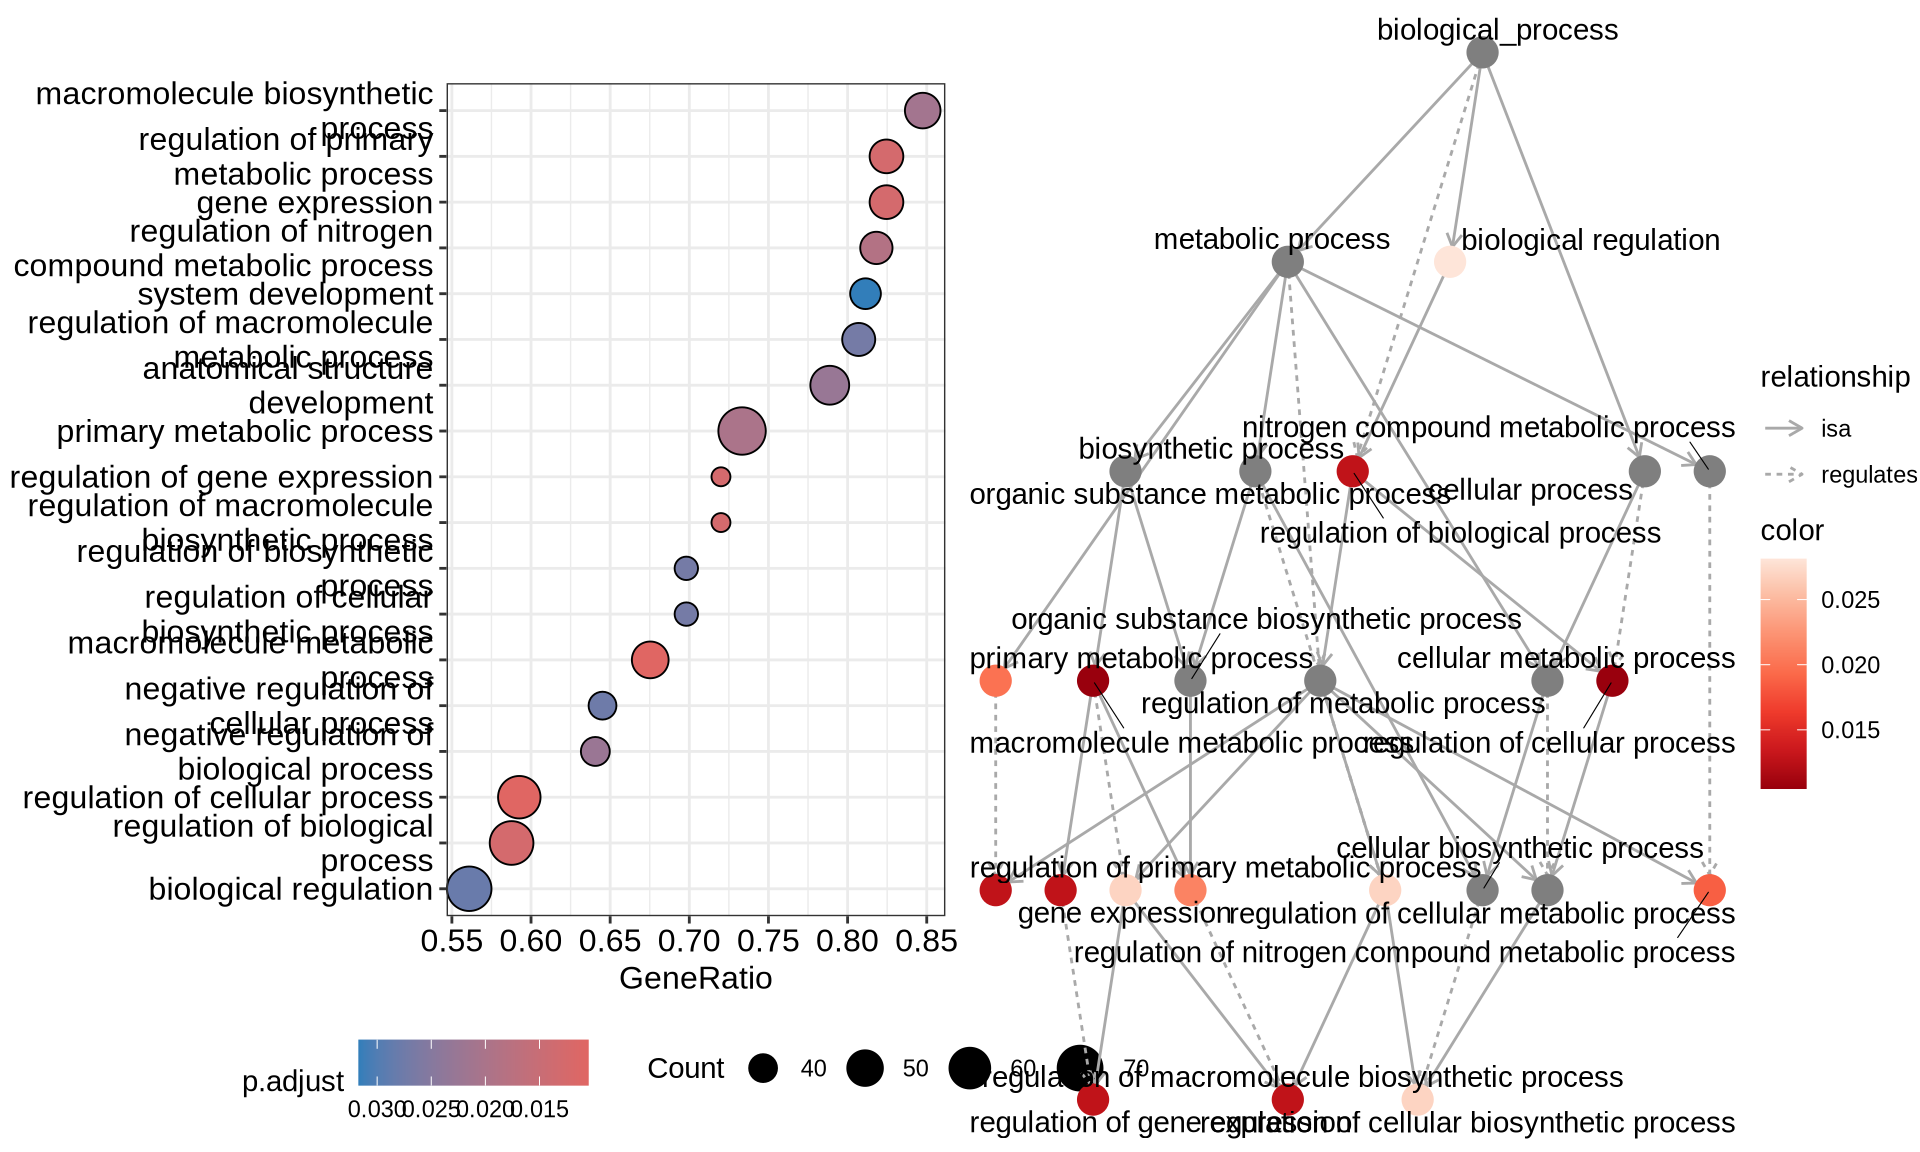 macromolecule biosynthetic
process
regulation of primary
metabolic process
gene expression
regulation of nitrogen
compound metabolic process
system development
regulation of macromolecule
metabolic process
anatomical structure
development
primary metabolic process
regulation of gene expression
regulation of macromolecule
biosynthetic process
regulation of biosynthetic
process
regulation of cellular
biosynthetic process
macromolecule metabolic
process
negative regulation of
cellular process
negative regulation of
biological process
regulation of cellular process
regulation of biological
process
biological regulation
0.55 0.60 0.65 0.70 0.75 0.80 0.85
GeneRatio
p.adjust
0.030 0.025 0.020 0.015
Count
40 50 60 70
biological_process
metabolic process
biological regulation
nitrogen compound metabolic process
biosynthetic process
organic substance metabolic process
cellular process
regulation of biological process
organic substance biosynthetic process
primary metabolic process
cellular metabolic process
regulation of metabolic process
macromolecule metabolic process
regulation of cellular process
cellular biosynthetic process
regulation of primary metabolic process
gene expression
regulation of cellular metabolic process
regulation of nitrogen compound metabolic process
regulation of macromolecule biosynthetic process
regulation of gene expression
regulation of cellular biosynthetic process
relationship
isa
regulates
color
0.025
0.020
0.015